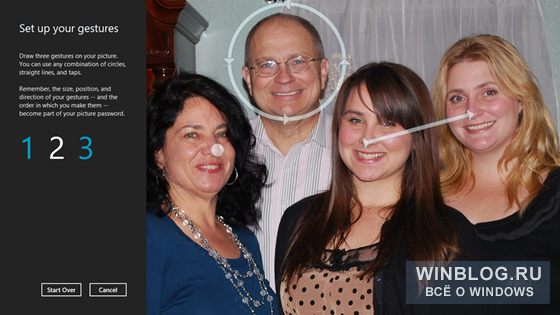 Set up your gestures
Draw three gestures on your picture.
You can use any combination of circles,
straight lines, and taps.
Remember, the size, position, and
direction of your gestures -- and the
order in which you make them --
become part of your picture password.
1 2 3
Start Over Cancel
WINBLOG.RU
ВСЁ О WINDOWS